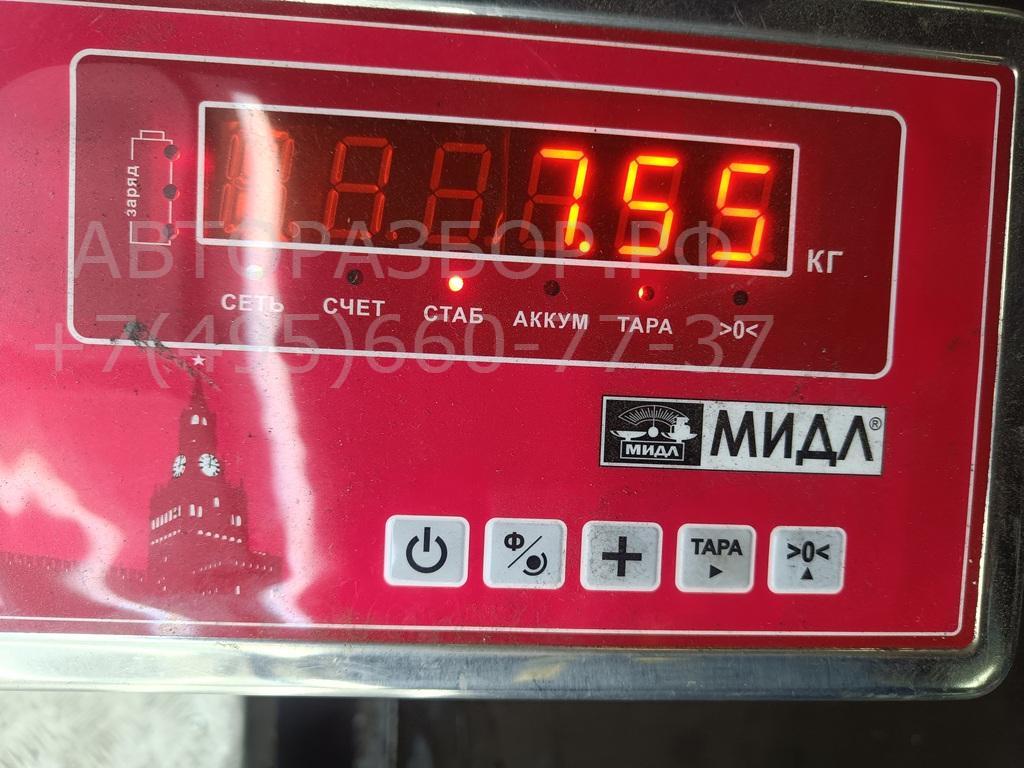 заряд
7.55
КГ
АВТОРАЗБОР.РФ
СЕТЬ СЧЕТ СТАБ АККУМ ТАРА >0<
+7(495)660-77-37
МИДЛ МИДЛ®
Ф ТАРА >0<